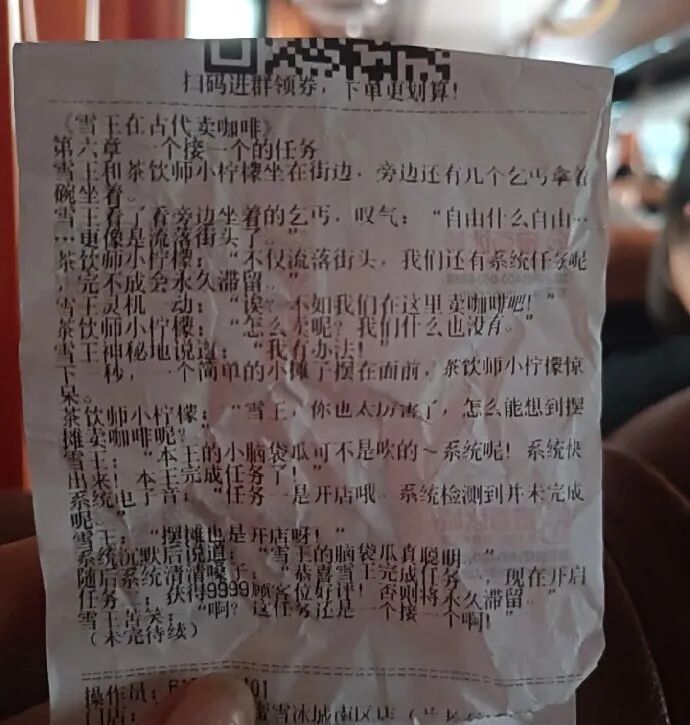 扫码进群领券，下单更划算！
《雪王在古代卖咖啡》
第六章 一个接一个的任务
雪王和茶饮师小柠檬坐在街边，旁边还有几个乞丐拿着
碗坐着。
雪王看了看旁边坐着的乞丐，叹气：“自由什么自由…
…更像是流落街头了。”
茶饮师小柠檬：“不仅流落街头，我们还有系统任务呢
，完不成会永久滞留。”
雪王灵机一动：“诶？不如我们在这里卖咖啡吧！”
茶饮师小柠檬：“怎么卖呢？我们什么也没有。”
雪王神秘地说道：“我有办法！”
下一秒，一个简单的小摊子摆在面前，茶饮师小柠檬惊
呆。
茶饮师小柠檬：“雪王，你也太厉害了，怎么能想到摆
摊卖咖啡呢？”
雪王：“本王的小脑袋瓜可不是吹的～系统呢！系统快
出来！本王完成任务了！”
系统电子音：“任务一是开店哦，系统检测到并未完成
呢。”
雪王：“摆摊也是开店呀！”
系统沉默后说道：“雪王的脑袋瓜真聪明。”
随后，系统清清嗓子：“恭喜雪王完成任务一，现在开启
任务二：获得9999位顾客好评！否则将永久滞留。”
雪王苦笑：“啊？这任务还是一个接一个啊！”
（未完待续）
操作员：
门店：
雪冰城南区店